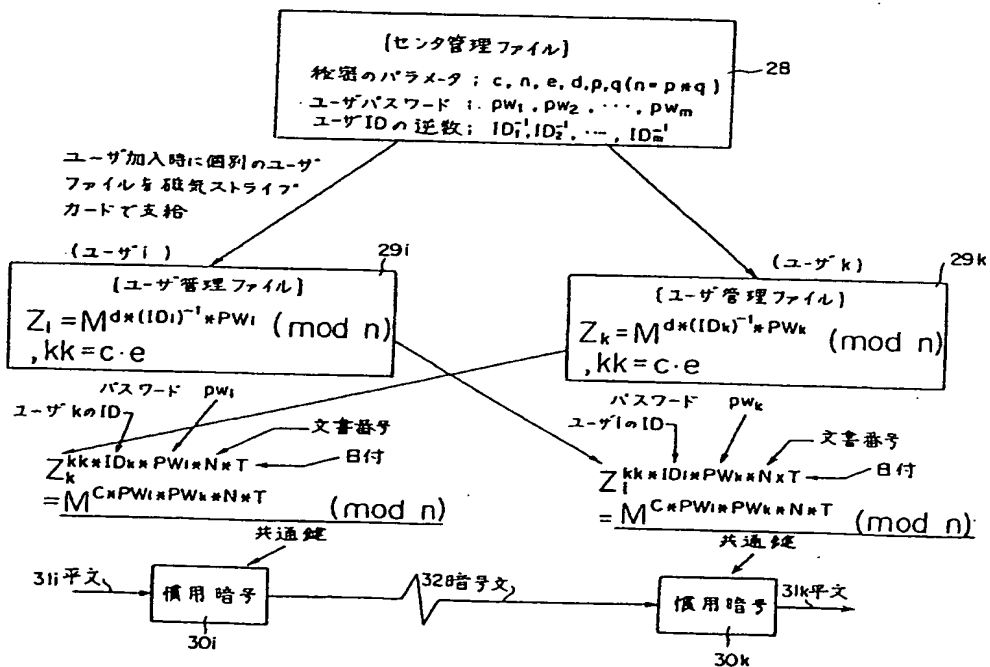 [センタ管理ファイル]
秘密のパラメータ; c, n, e, d, p, q (n=p*q)
ユーザパスワード ; pw₁, pw₂, ・・・, pwₘ
ユーザIDの逆数; ID₁⁻¹, ID₂⁻¹, ・・・, IDₘ⁻¹
28
ユーザ加入時に個別のユーザ
ファイルを磁気ストライプ
カードで支給
(ユーザi)
29i
[ユーザ管理ファイル]
Zᵢ=M^d*(IDi)⁻¹*PWi (mod n)
,kk=c・e
(ユーザk)
29k
[ユーザ管理ファイル]
Zₖ=M^d*(IDk)⁻¹*PWk (mod n)
,kk=c・e
パスワード pwᵢ
ユーザkのID
文書番号
日付
Zₖ^kk*IDk*PWi*N*T
=M^C*PWi*PWk*N*T (mod n)
共通鍵
パスワード pwₖ
ユーザiのID
文書番号
日付
Zᵢ^kk*IDi*PWk*N*T
=M^C*PWi*PWk*N*T (mod n)
共通鍵
31i平文
慣用暗号
30i
32暗号文
慣用暗号
30k
31k平文